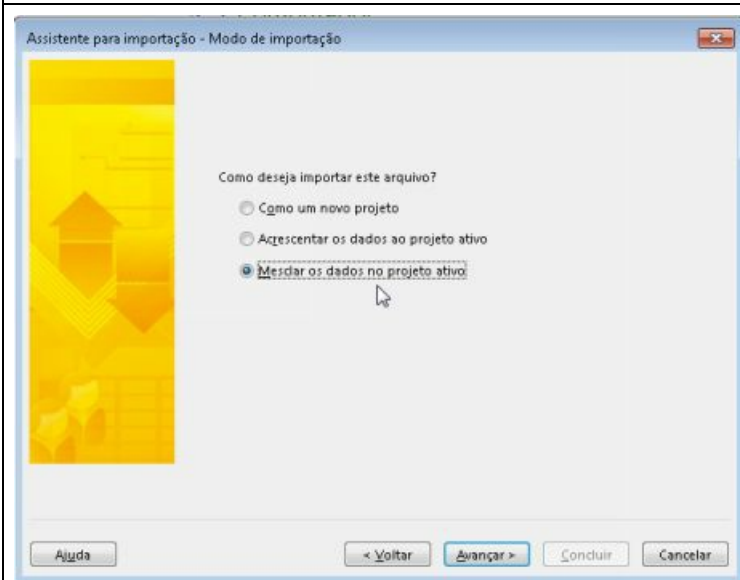 Assistente para importação - Modo de importação
Como deseja importar este arquivo?
Como um novo projeto
Acrescentar os dados ao projeto ativo
Mesclar os dados no projeto ativo
Ajuda
< Voltar
Avançar >
Concluir
Cancelar